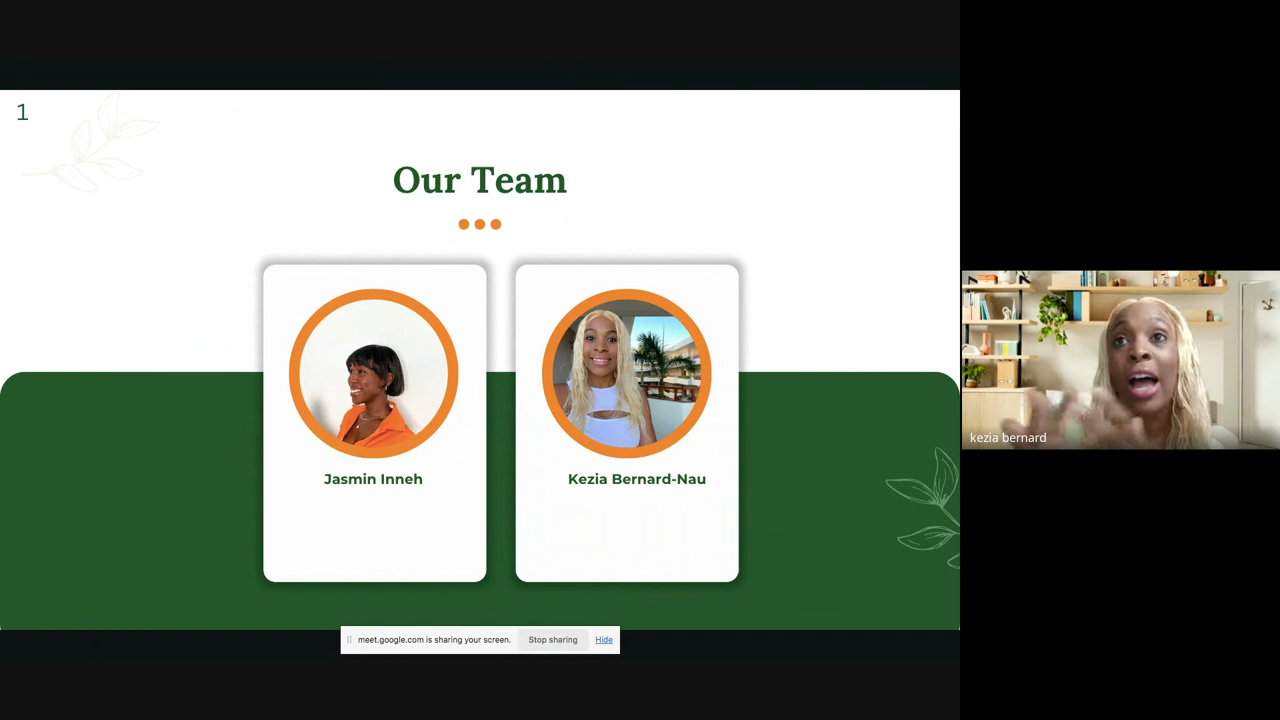 1
Our Team
Jasmin Inneh
Kezia Bernard-Nau
kezia bernard
meet.google.com is sharing your screen. Stop sharing Hide